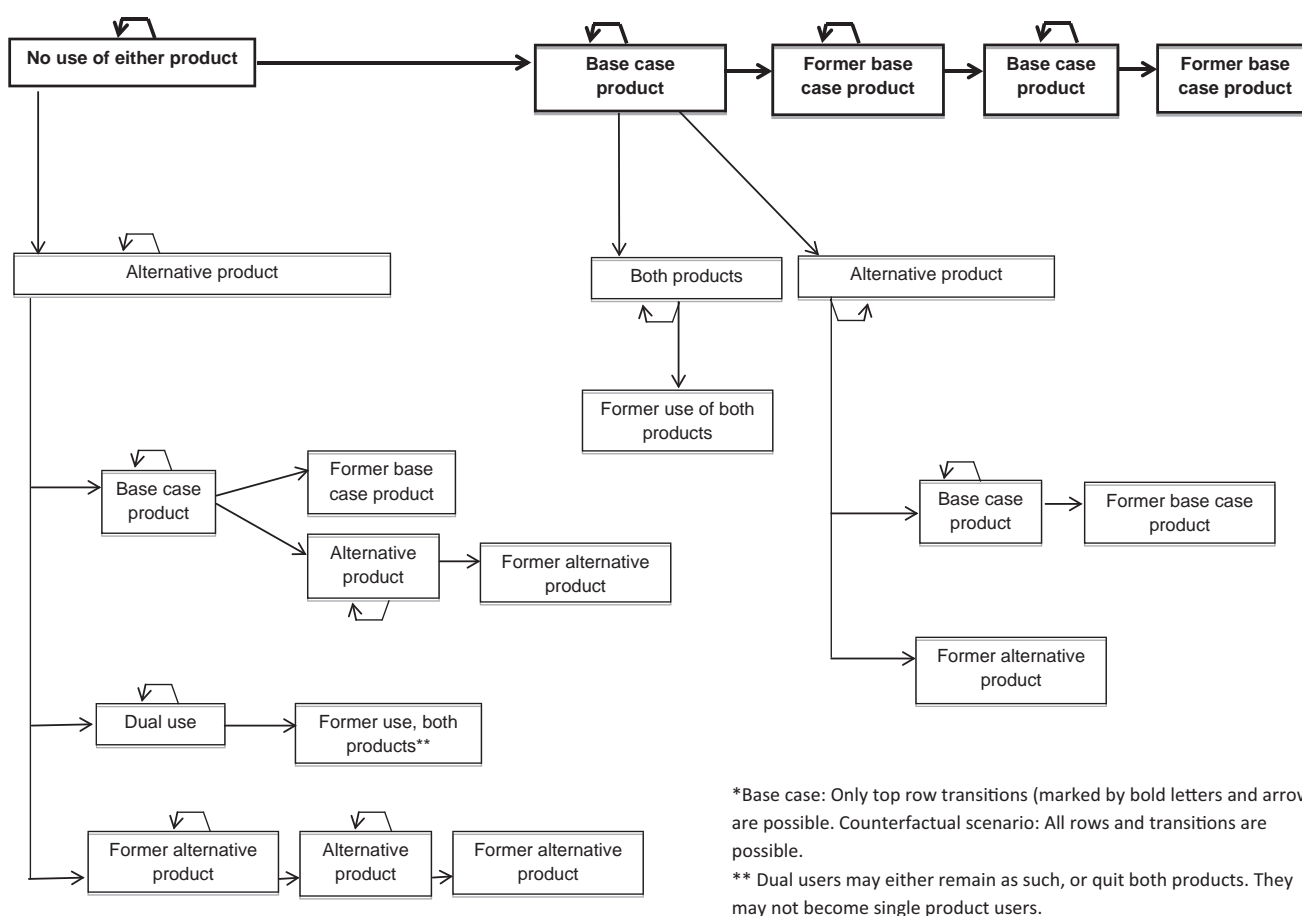 No use of either product
Base case
product
Former base
case product
Base case
product
Former base
case product
Alternative product
Both products
Alternative product
Former use of both
products
Base case
product
Former base
case product
Alternative
product
Former alternative
product
Base case
product
Former base case
product
Former alternative
product
Dual use
Former use, both
products**
Former alternative
product
Alternative
product
Former alternative
product
*Base case: Only top row transitions (marked by bold letters and arrow
are possible. Counterfactual scenario: All rows and transitions are
possible.
** Dual users may either remain as such, or quit both products. They
may not become single product users.